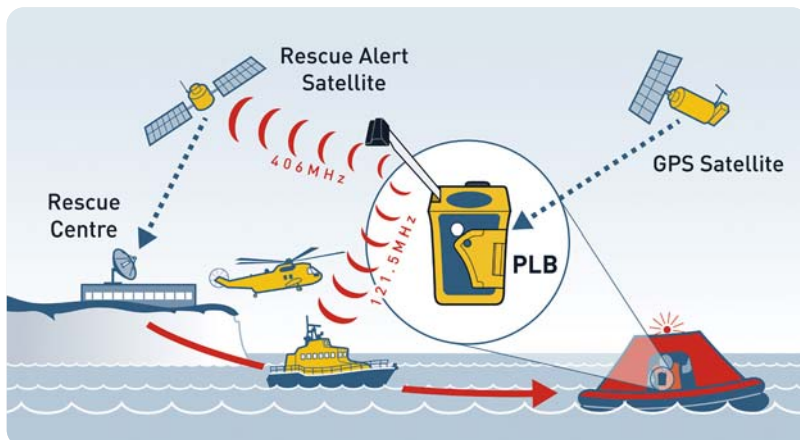 Rescue Alert
Satellite
406MHz
GPS Satellite
Rescue
Centre
121.5MHz
PLB